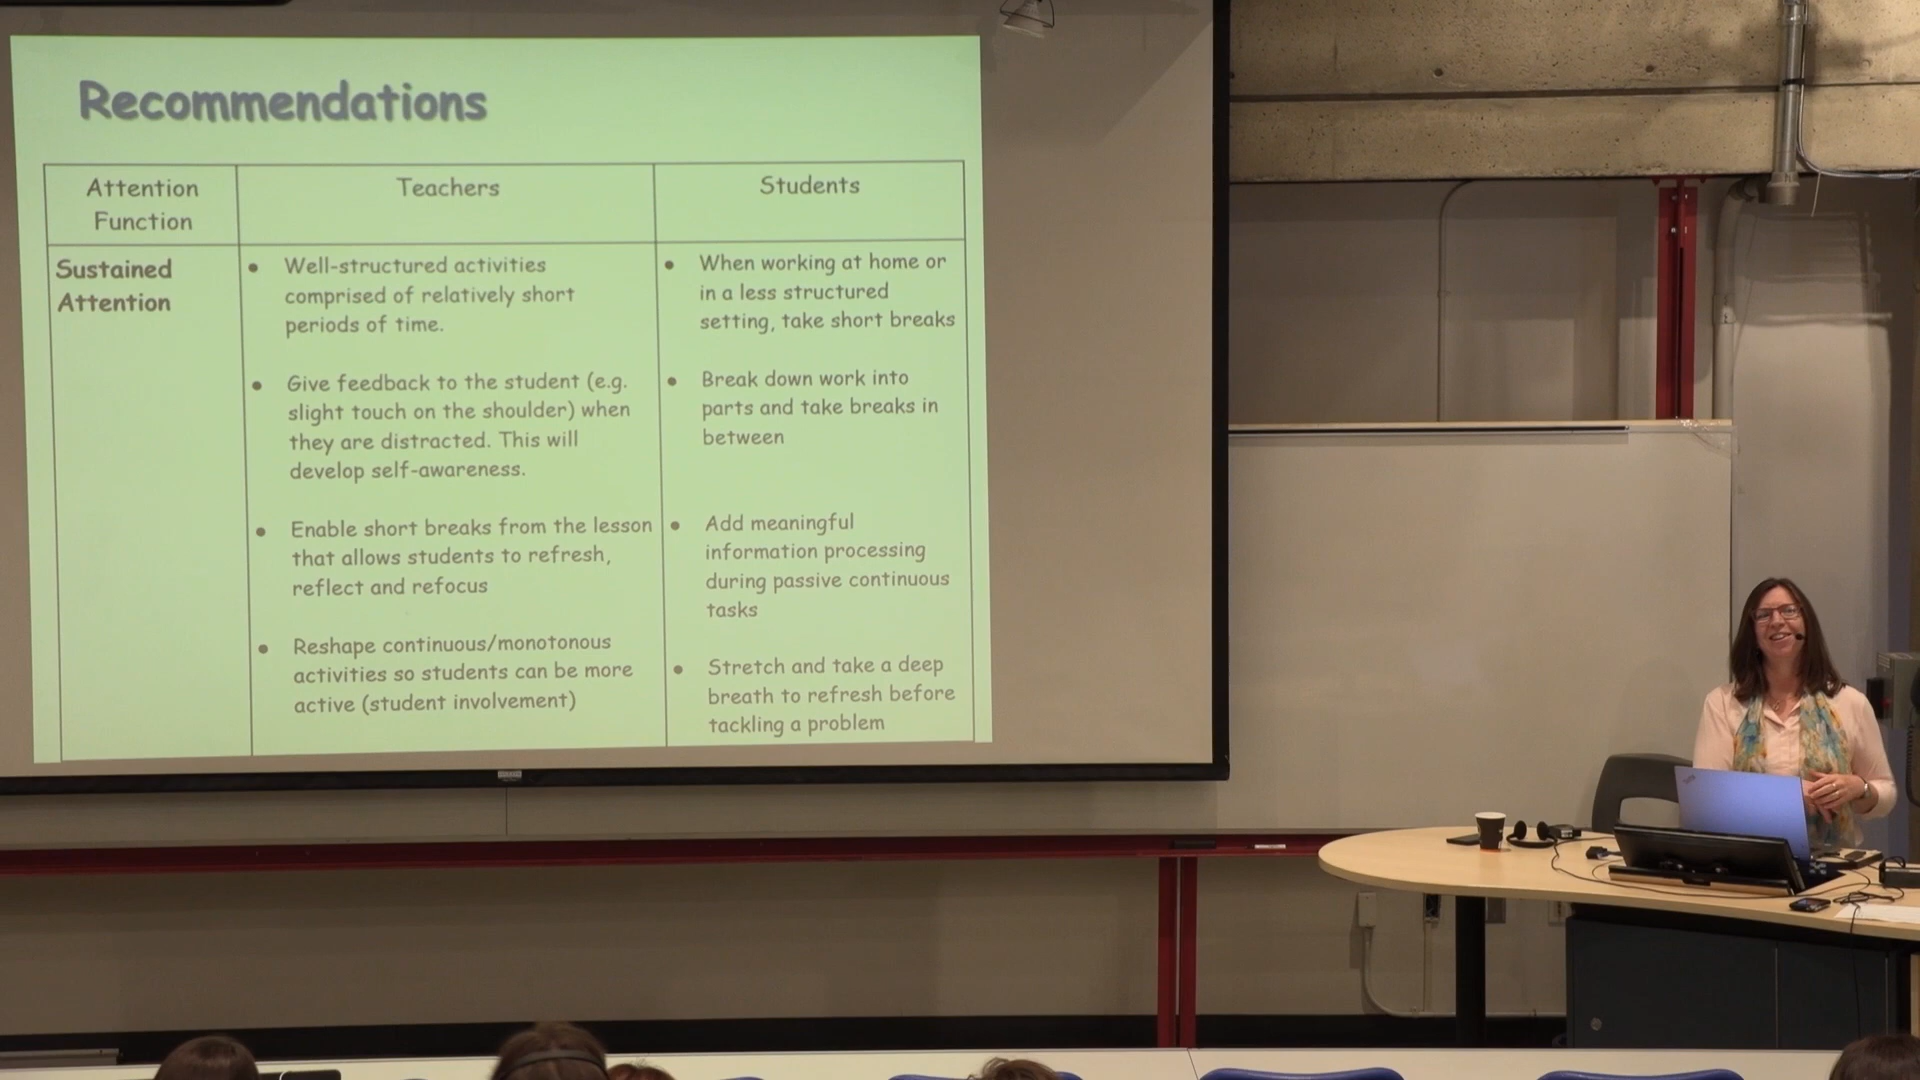 Recommendations
Attention
Function
Teachers
Students
Sustained
Attention
● Well-structured activities
comprised of relatively short
periods of time.
● Give feedback to the student (e.g.
slight touch on the shoulder) when
they are distracted. This will
develop self-awareness.
● Enable short breaks from the lesson
that allows students to refresh,
reflect and refocus
● Reshape continuous/monotonous
activities so students can be more
active (student involvement)
● When working at home or
in a less structured
setting, take short breaks
● Break down work into
parts and take breaks in
between
● Add meaningful
information processing
during passive continuous
tasks
● Stretch and take a deep
breath to refresh before
tackling a problem